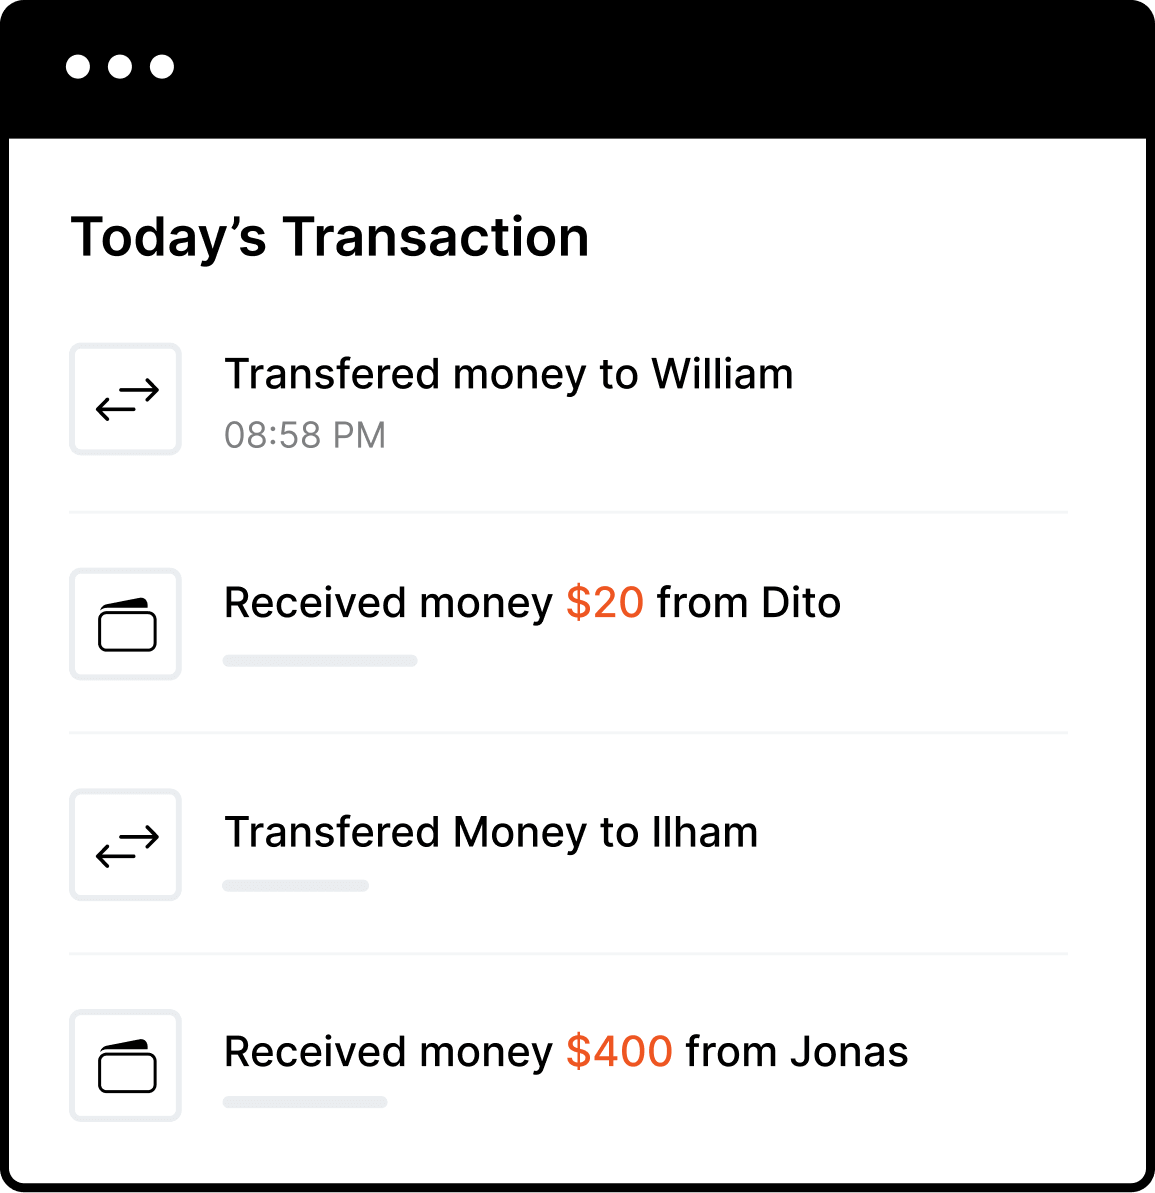 Today’s Transaction
Transfered money to William
08:58 PM
Received money $20 from Dito
Transfered Money to Ilham
Received money $400 from Jonas